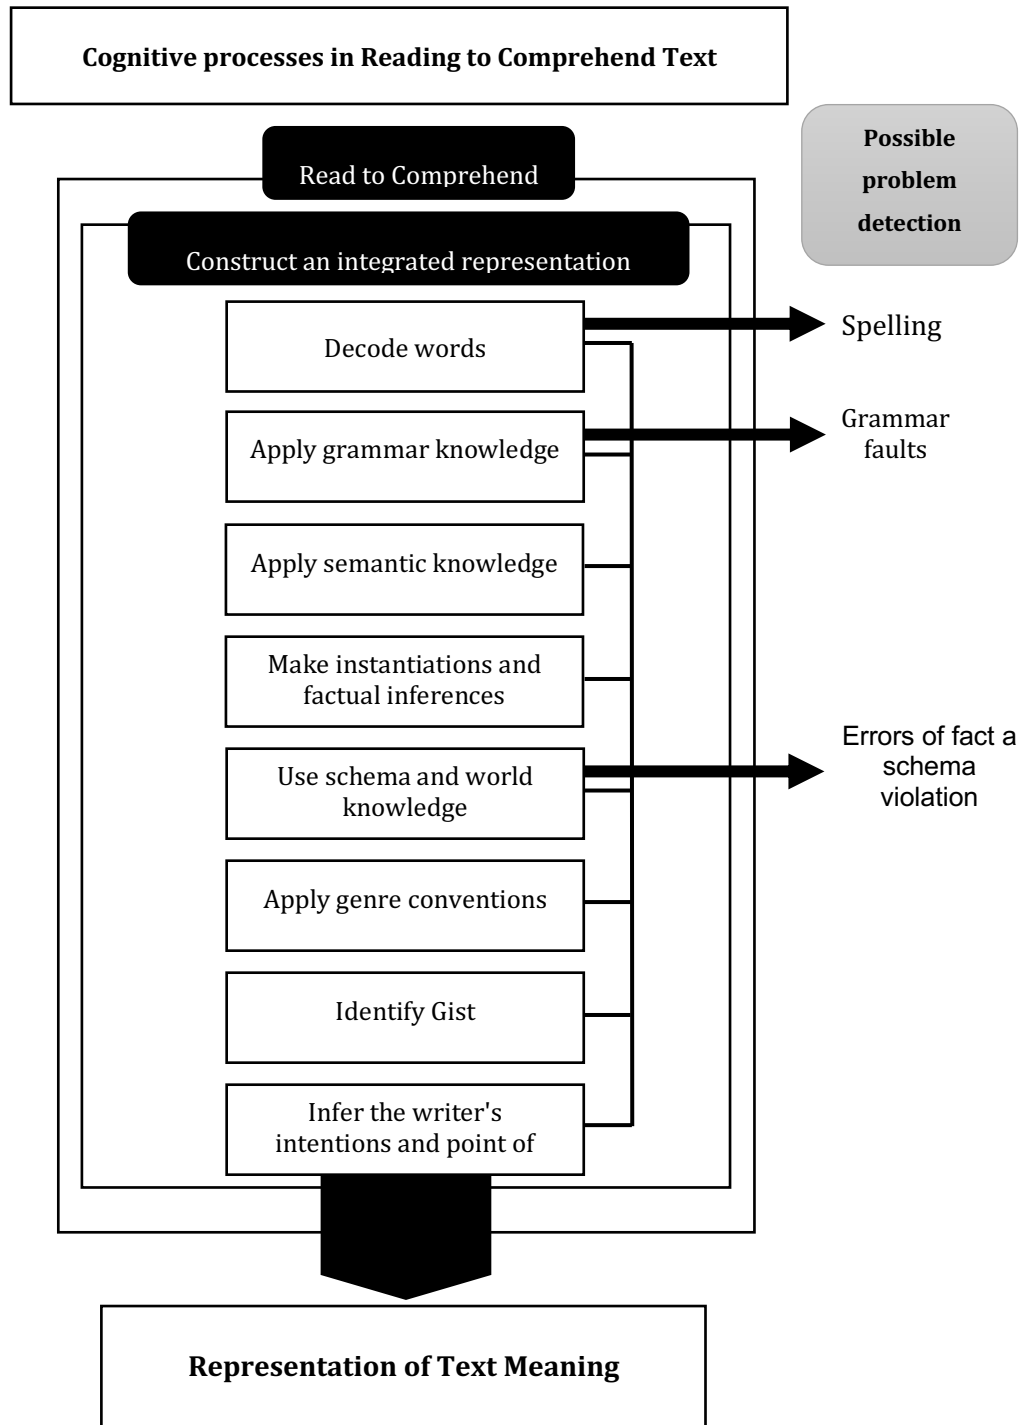 Cognitive processes in Reading to Comprehend Text
Possible
problem
detection
Read to Comprehend
Construct an integrated representation
Decode words
Spelling
Apply grammar knowledge
Grammar
faults
Apply semantic knowledge
Make instantiations and
factual inferences
Use schema and world
knowledge
Errors of fact a
schema
violation
Apply genre conventions
Identify Gist
Infer the writer's
intentions and point of
Representation of Text Meaning